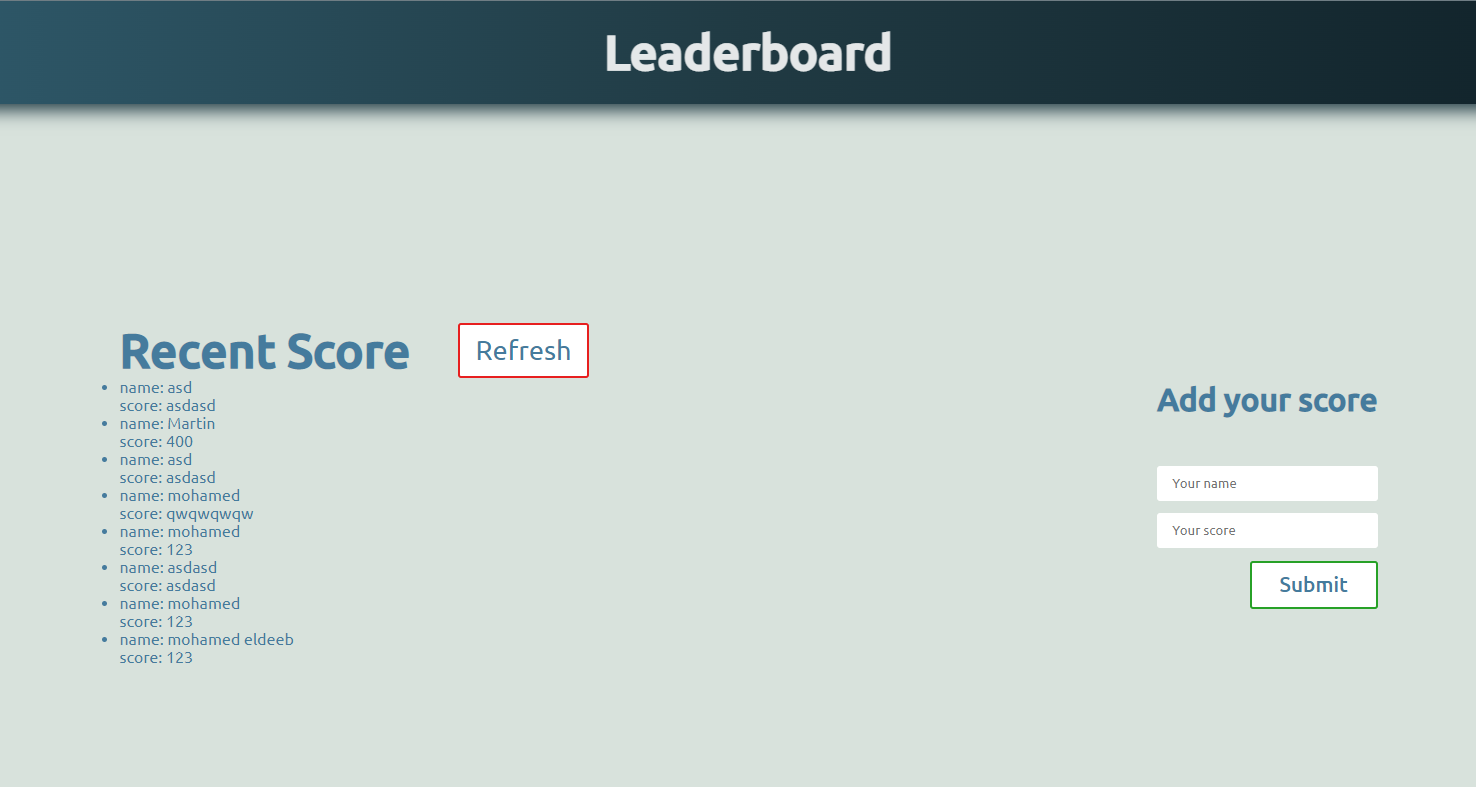 Leaderboard
Recent Score
Refresh
name: asd
score: asdasd
name: Martin
score: 400
name: asd
score: asdasd
name: mohamed
score: qwqwqwqw
name: mohamed
score: 123
name: asdasd
score: asdasd
name: mohamed
score: 123
name: mohamed eldeeb
score: 123
Add your score
Your name
Your score
Submit